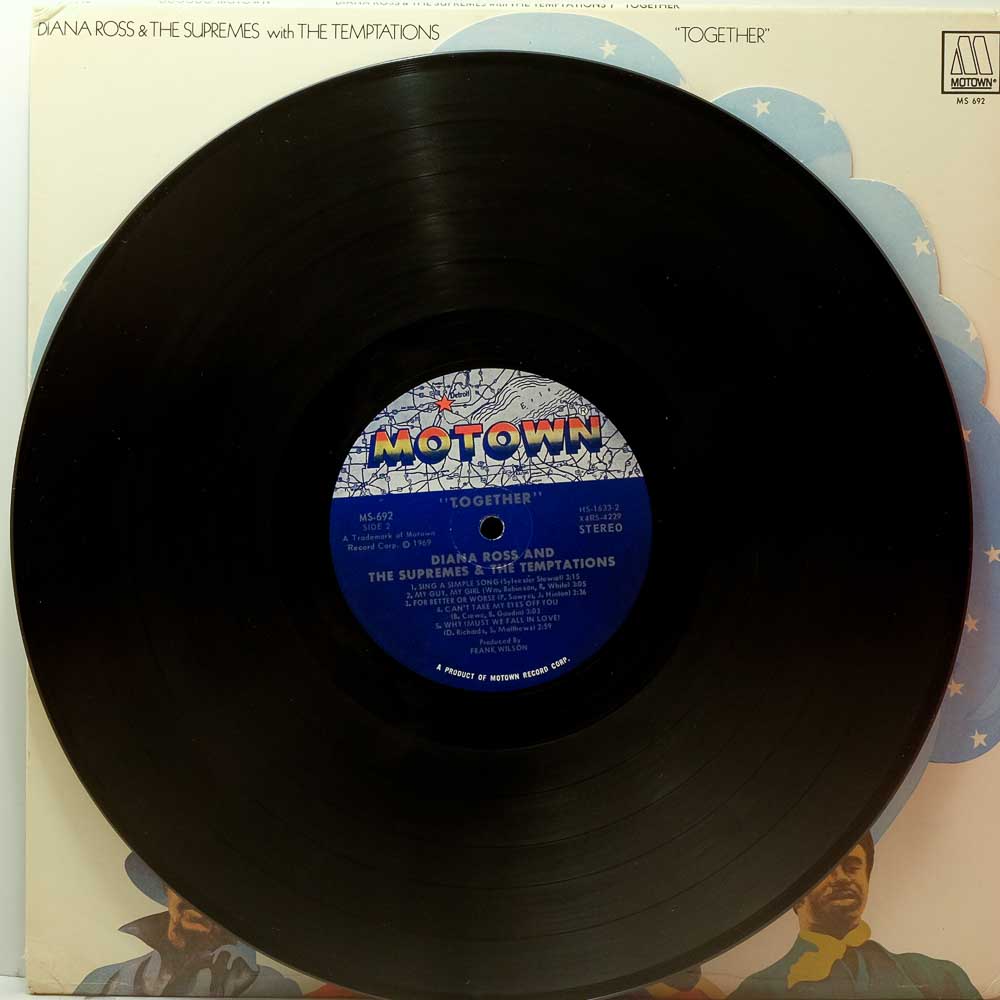 DIANA ROSS & THE SUPREMES with THE TEMPTATIONS
"TOGETHER"
MOTOWN®
MS 692
Detroit
MOTOWN®
"TOGETHER"
MS-692
SIDE 2
A Trademark of Motown
Record Corp. © 1969
HS-1633-2
X4RS-4229
STEREO
DIANA ROSS AND
THE SUPREMES & THE TEMPTATIONS
1. SING A SIMPLE SONG (Sylvester Stewart) 3:15
2. MY GUY, MY GIRL (Wm. Robinson, R. White) 3:05
3. FOR BETTER OR WORSE (P. Sawyer, J. Hinton) 2:36
4. CAN'T TAKE MY EYES OFF YOU
(B. Crewe, B. Gaudio) 3:03
5. WHY (MUST WE FALL IN LOVE)
(D. Richards, S. Matthews) 2:59
Produced By
FRANK WILSON
A PRODUCT OF MOTOWN RECORD CORP.